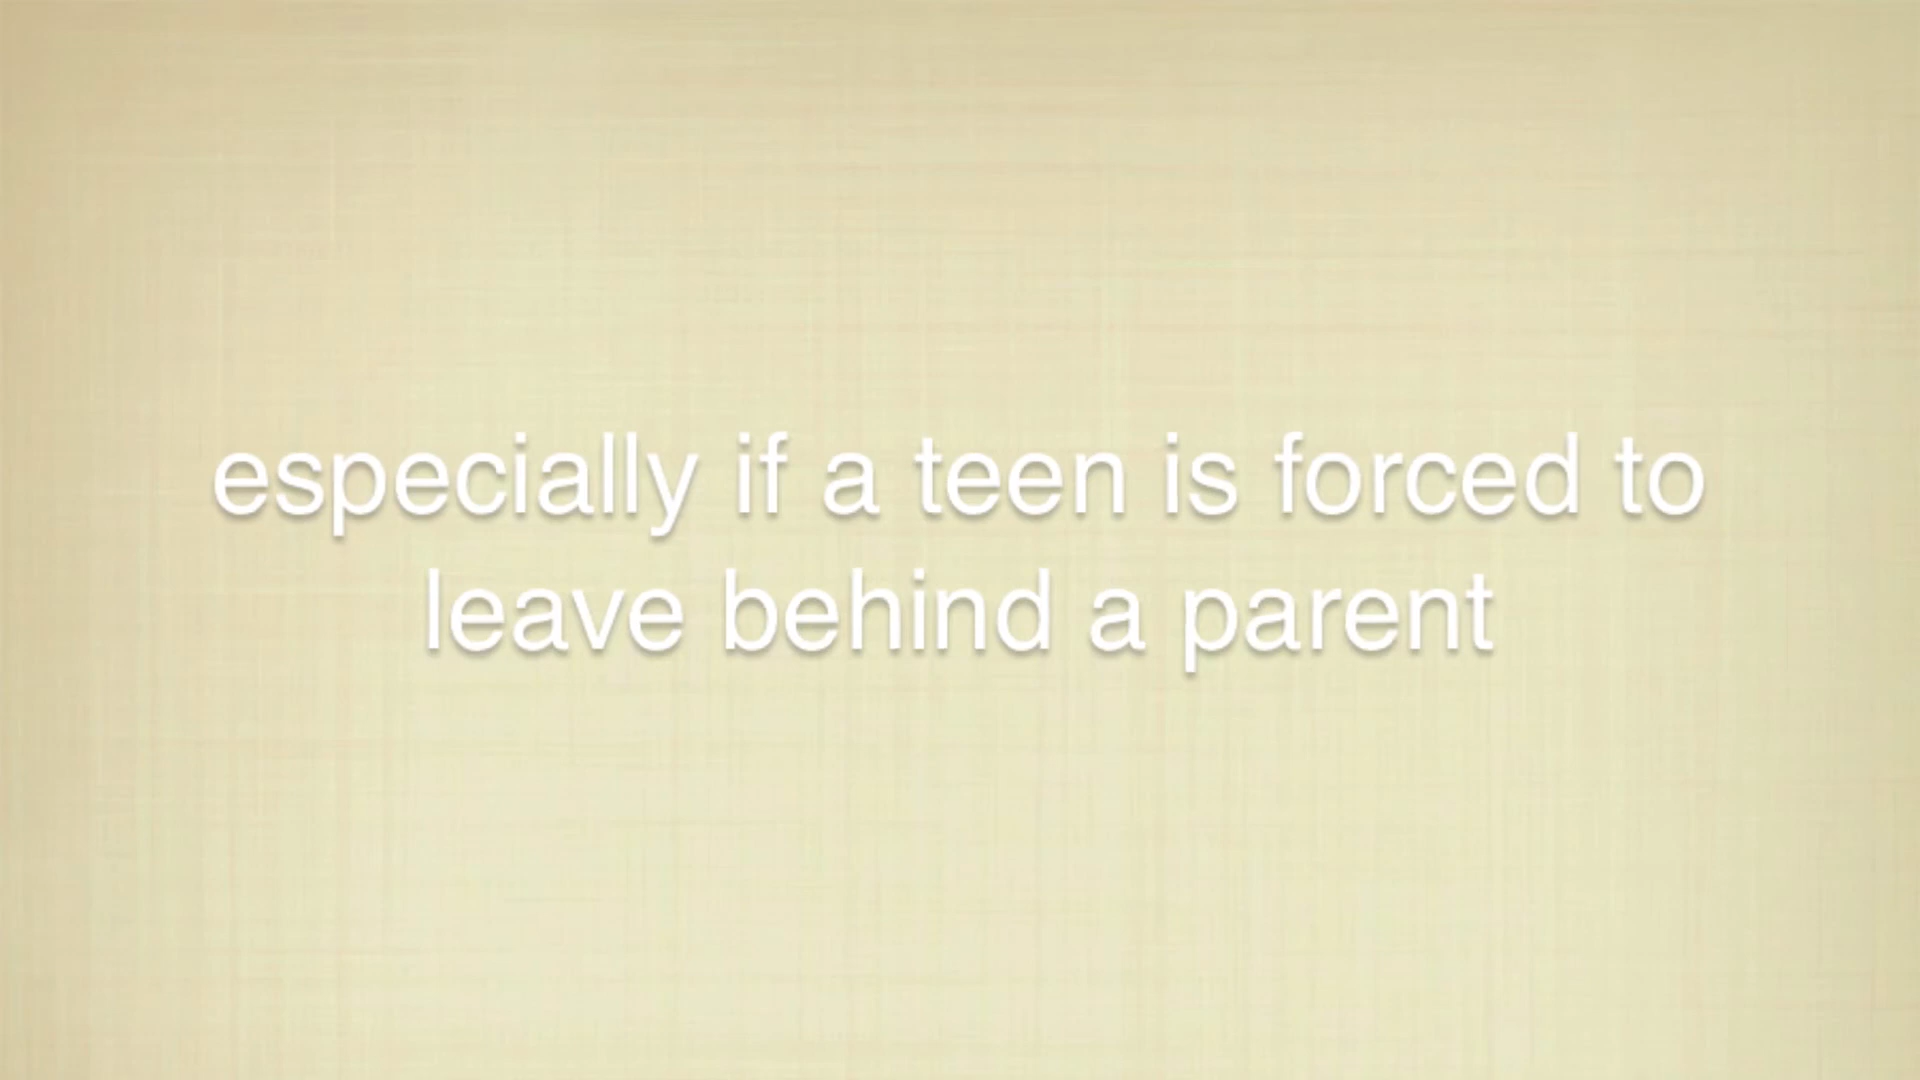 especially if a teen is forced to
leave behind a parent